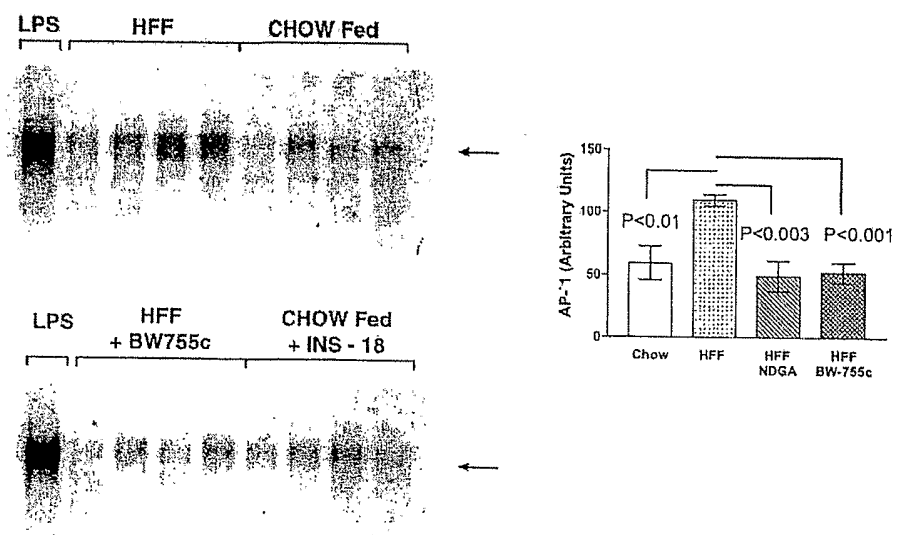 LPS HFF CHOW Fed
LPS HFF CHOW Fed
+ BW755c + INS - 18
AP-1 (Arbitrary Units)
150
100
50
0
P<0.01
P<0.003 P<0.001
Chow HFF HFF HFF
NDGA BW-755c